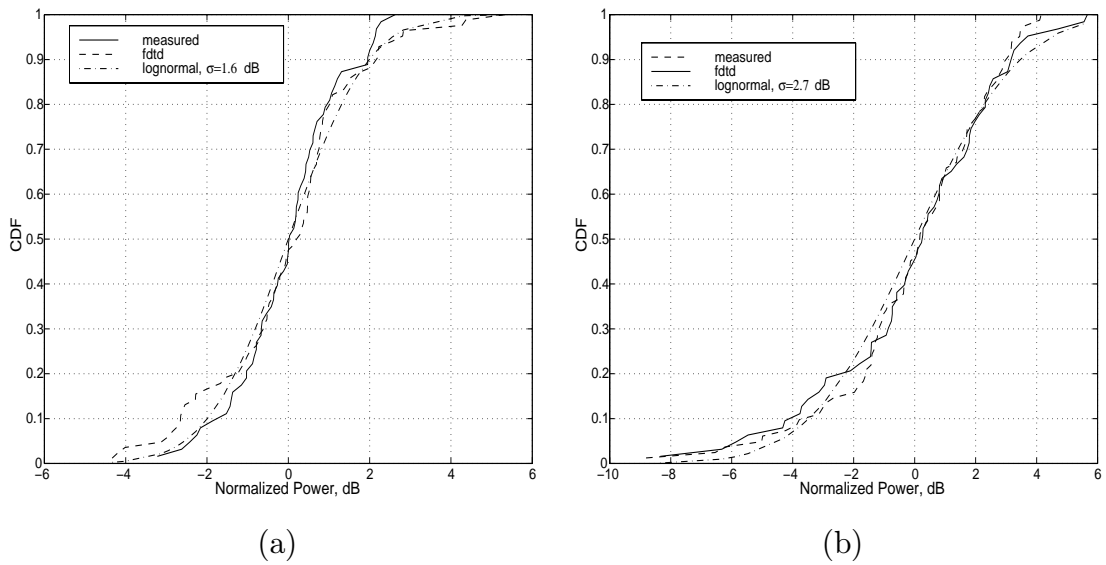 1
0.9
0.8
0.7
0.6
0.5
0.4
0.3
0.2
0.1
0
CDF
measured
fdtd
lognormal, σ=1.6 dB
−6 −4 −2 0 2 4 6
Normalized Power, dB
(a)
1
0.9
0.8
0.7
0.6
0.5
0.4
0.3
0.2
0.1
0
CDF
measured
fdtd
lognormal, σ=2.7 dB
−10 −8 −6 −4 −2 0 2 4 6
Normalized Power, dB
(b)